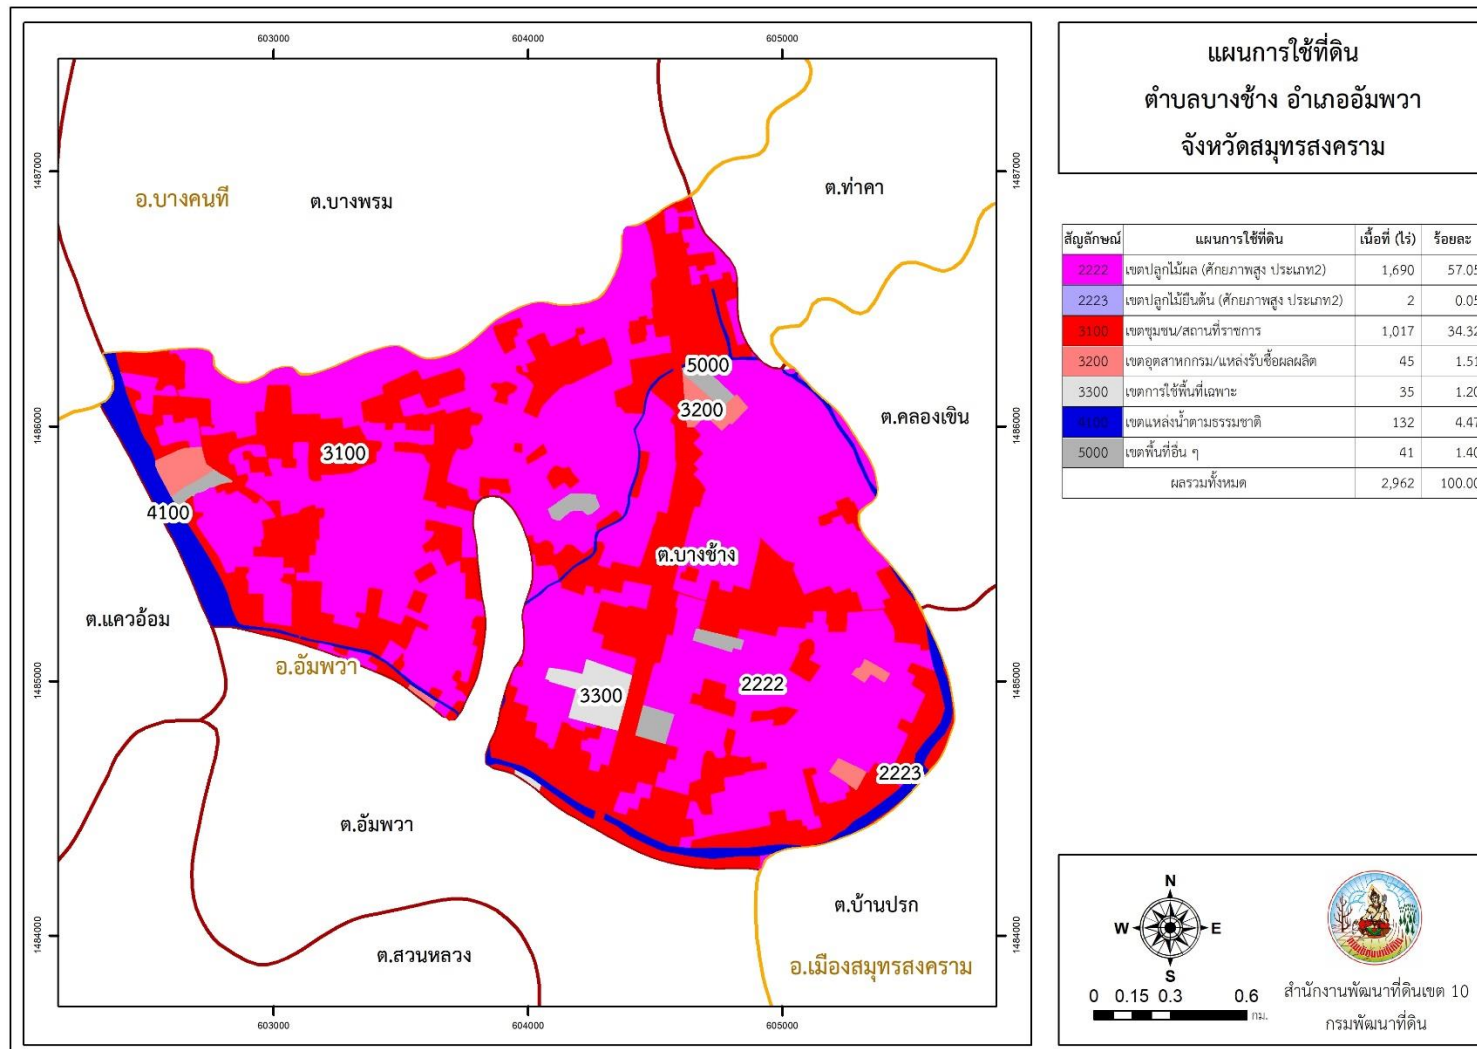 แผนการใช้ที่ดิน
ตำบลบางช้าง อำเภออัมพวา
จังหวัดสมุทรสงคราม
603000 604000 605000
1487000 1487000
1486000 1486000
1485000 1485000
1484000 1484000
603000 604000 605000
อ.บางคนที
ต.บางพรม
ต.ท่าคา
5000
3200
ต.คลองเขิน
3100
4100
ต.บางช้าง
ต.แควอ้อม
อ.อัมพวา
3300
2222
2223
ต.อัมพวา
ต.บ้านปรก
ต.สวนหลวง
อ.เมืองสมุทรสงคราม
สัญลักษณ์ แผนการใช้ที่ดิน เนื้อที่ (ไร่) ร้อยละ
2222 เขตปลูกไม้ผล (ศักยภาพสูง ประเภท2) 1,690 57.05
2223 เขตปลูกไม้ยืนต้น (ศักยภาพสูง ประเภท2) 2 0.05
3100 เขตชุมชน/สถานที่ราชการ 1,017 34.32
3200 เขตอุตสาหกกรม/แหล่งรับซื้อผลผลิต 45 1.51
3300 เขตการใช้พื้นที่เฉพาะ 35 1.20
4100 เขตแหล่งน้ำตามธรรมชาติ 132 4.47
5000 เขตพื้นที่อื่น ๆ 41 1.40
ผลรวมทั้งหมด 2,962 100.00
N
W E
S
0 0.15 0.3 0.6
กม.
กรมพัฒนาที่ดิน
สำนักงานพัฒนาที่ดินเขต 10
กรมพัฒนาที่ดิน